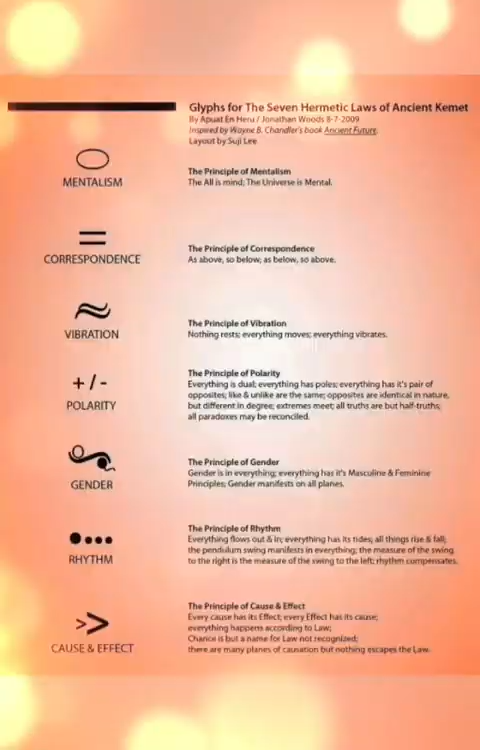 Glyphs for The Seven Hermetic Laws of Ancient Kemet
By Apuat En Heru / Jonathan Woods 8-7-2009
Inspired by Wayne B. Chandler's book Ancient Future.
Layout by Suji Lee
MENTALISM
The Principle of Mentalism
The All is mind; The Universe is Mental.
=
CORRESPONDENCE
The Principle of Correspondence
As above, so below; as below, so above.
VIBRATION
The Principle of Vibration
Nothing rests; everything moves; everything vibrates.
+ / -
POLARITY
The Principle of Polarity
Everything is dual; everything has poles; everything has it's pair of
opposites; like & unlike are the same; opposites are identical in nature,
but different in degree; extremes meet; all truths are but half-truths;
all paradoxes may be reconciled.
GENDER
The Principle of Gender
Gender is in everything; everything has it's Masculine & Feminine
Principles; Gender manifests on all planes.
RHYTHM
The Principle of Rhythm
Everything flows out & in; everything has its tides; all things rise & fall;
the pendulum swing manifests in everything; the measure of the swing
to the right is the measure of the swing to the left; rhythm compensates.
>>
CAUSE & EFFECT
The Principle of Cause & Effect
Every cause has its Effect; every Effect has its cause;
everything happens according to Law;
Chance is but a name for Law not recognized;
there are many planes of causation but nothing escapes the Law.